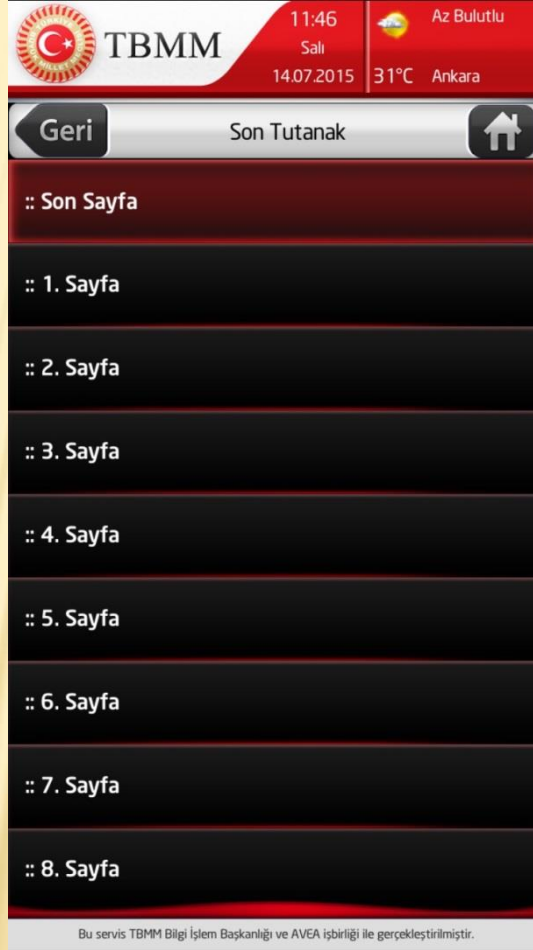 TBMM
11:46
Salı
14.07.2015
Az Bulutlu
31°C Ankara
Geri
Son Tutanak
:: Son Sayfa
:: 1. Sayfa
:: 2. Sayfa
:: 3. Sayfa
:: 4. Sayfa
:: 5. Sayfa
:: 6. Sayfa
:: 7. Sayfa
:: 8. Sayfa
Bu servis TBMM Bilgi İşlem Başkanlığı ve AVEA işbirliği ile gerçekleştirilmiştir.